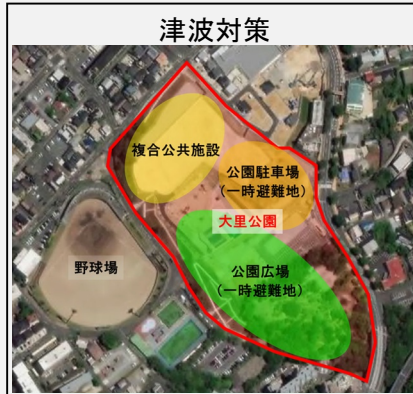 津波対策
複合公共施設
公園駐車場
(一時避難地)
大里公園
公園広場
(一時避難地)
野球場